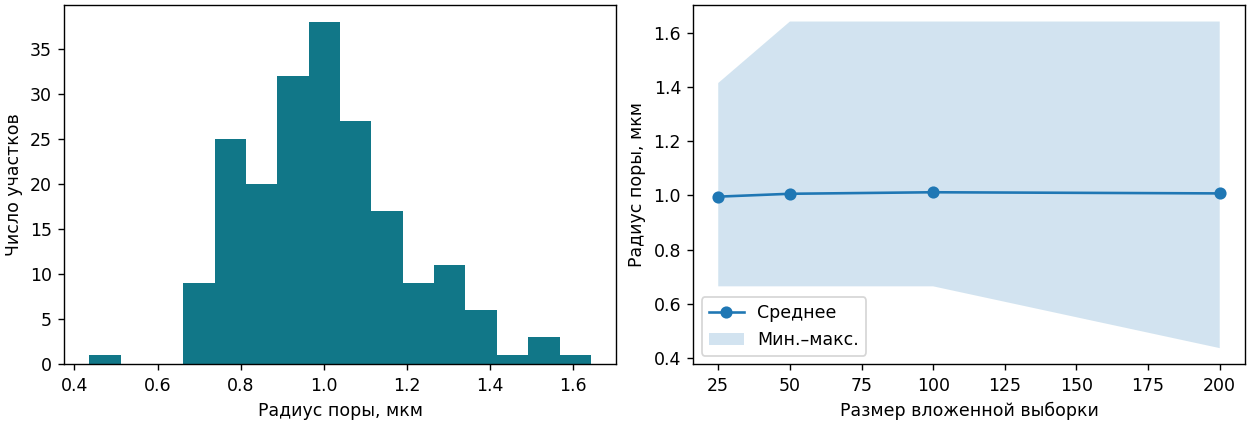 Число участков
35
30
25
20
15
10
5
0
0.4 0.6 0.8 1.0 1.2 1.4 1.6
Радиус поры, мкм
Радиус поры, мкм
1.6
1.4
1.2
1.0
0.8
0.6
0.4
Среднее
Мин.–макс.
25 50 75 100 125 150 175 200
Размер вложенной выборки